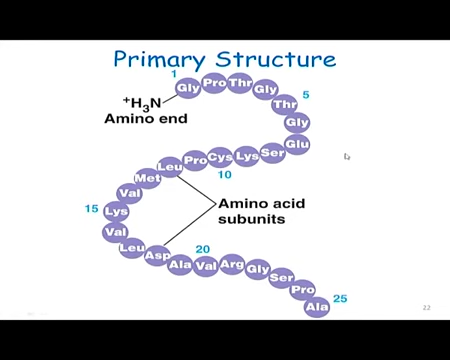 Primary Structure
1
Gly Pro Thr Gly Thr Gly Glu
5
+H3N
Amino end
Ser Lys Cys Pro Leu Met Val Lys Val Leu Asp
10
15
Amino acid
subunits
20
Ala Val Arg Gly Ser Pro Ala
25
22